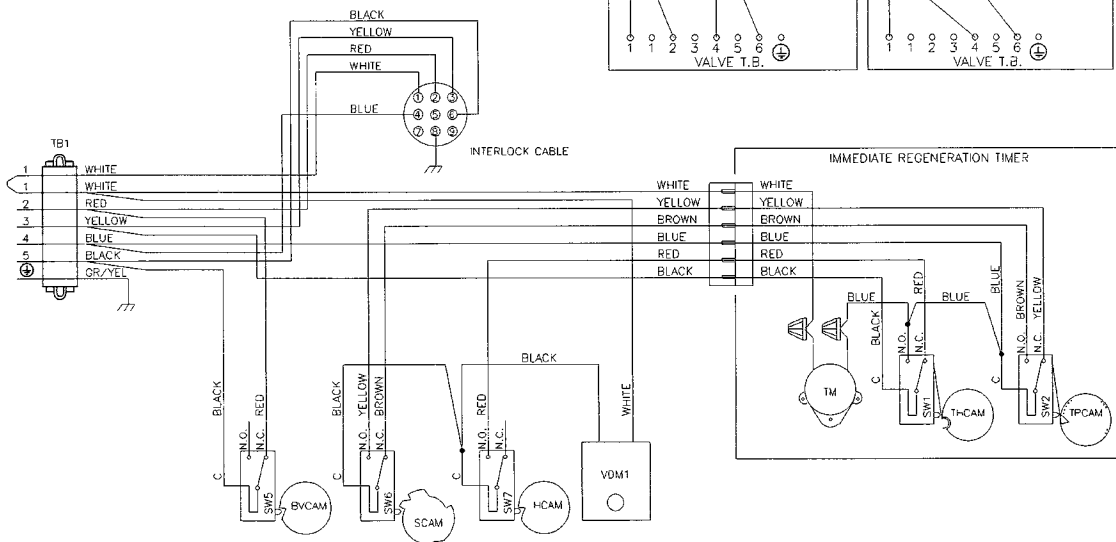 1 1 2 3 4 5 6
VALVE T.B.
1 1 2 3 4 5 6
VALVE T.B.
BLACK
YELLOW
RED
WHITE
BLUE
1 2 3
4 5 6
7 8 9
INTERLOCK CABLE
TB1
1 WHITE
1 WHITE
2 RED
3 YELLOW
4 BLUE
5 BLACK
GR/YEL
IMMEDIATE REGENERATION TIMER
WHITE WHITE
YELLOW YELLOW
BROWN BROWN
BLUE BLUE
RED RED
BLACK BLACK
BLUE
BLACK
RED
BLUE
BLUE
BROWN
YELLOW
N.O.
N.C.
N.O.
N.C.
C
C
TM
SW1
SW2
TPCAM
BLACK
RED
BLACK
YELLOW
BROWN
RED
BLACK
WHITE
N.O.
N.C.
N.O.
N.C.
N.O.
N.C.
C
C
C
SW5
BVCAM
SW6
SCAM
SW7
HCAM
VDM1